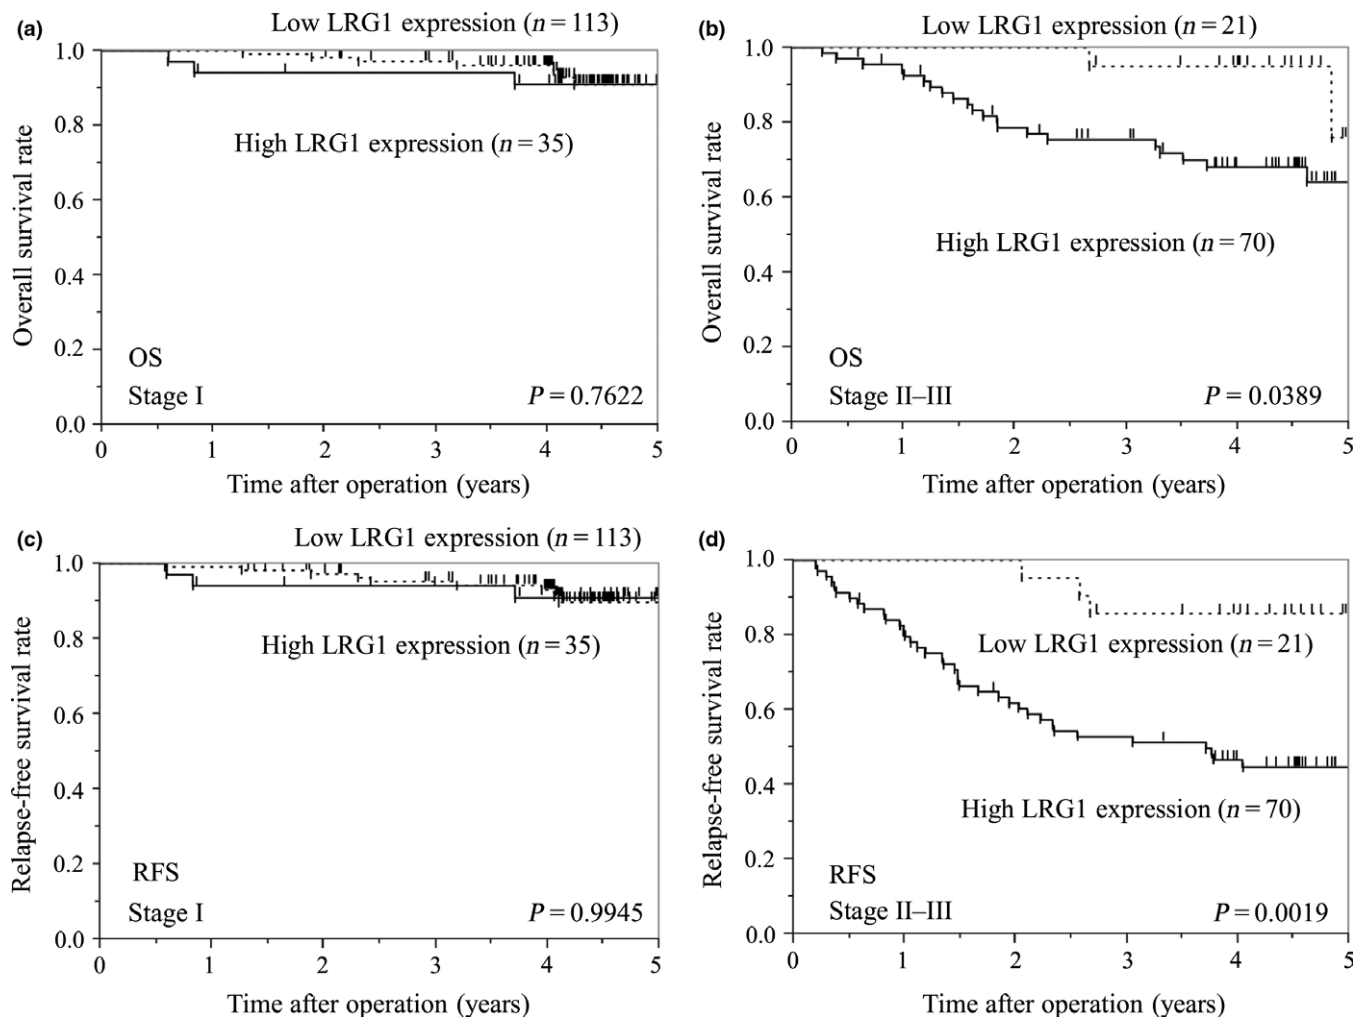 (a)
Low LRG1 expression (n = 113)
1.0
0.8
0.6
0.4
0.2
0.0
Overall survival rate
High LRG1 expression (n = 35)
OS
Stage I
P = 0.7622
0 1 2 3 4 5
Time after operation (years)
(b)
Low LRG1 expression (n = 21)
1.0
0.8
0.6
0.4
0.2
0.0
Overall survival rate
High LRG1 expression (n = 70)
OS
Stage II–III
P = 0.0389
0 1 2 3 4 5
Time after operation (years)
(c)
Low LRG1 expression (n = 113)
1.0
0.8
0.6
0.4
0.2
0.0
Relapse-free survival rate
High LRG1 expression (n = 35)
RFS
Stage I
P = 0.9945
0 1 2 3 4 5
Time after operation (years)
(d)
1.0
0.8
0.6
0.4
0.2
0.0
Relapse-free survival rate
Low LRG1 expression (n = 21)
High LRG1 expression (n = 70)
RFS
Stage II–III
P = 0.0019
0 1 2 3 4 5
Time after operation (years)